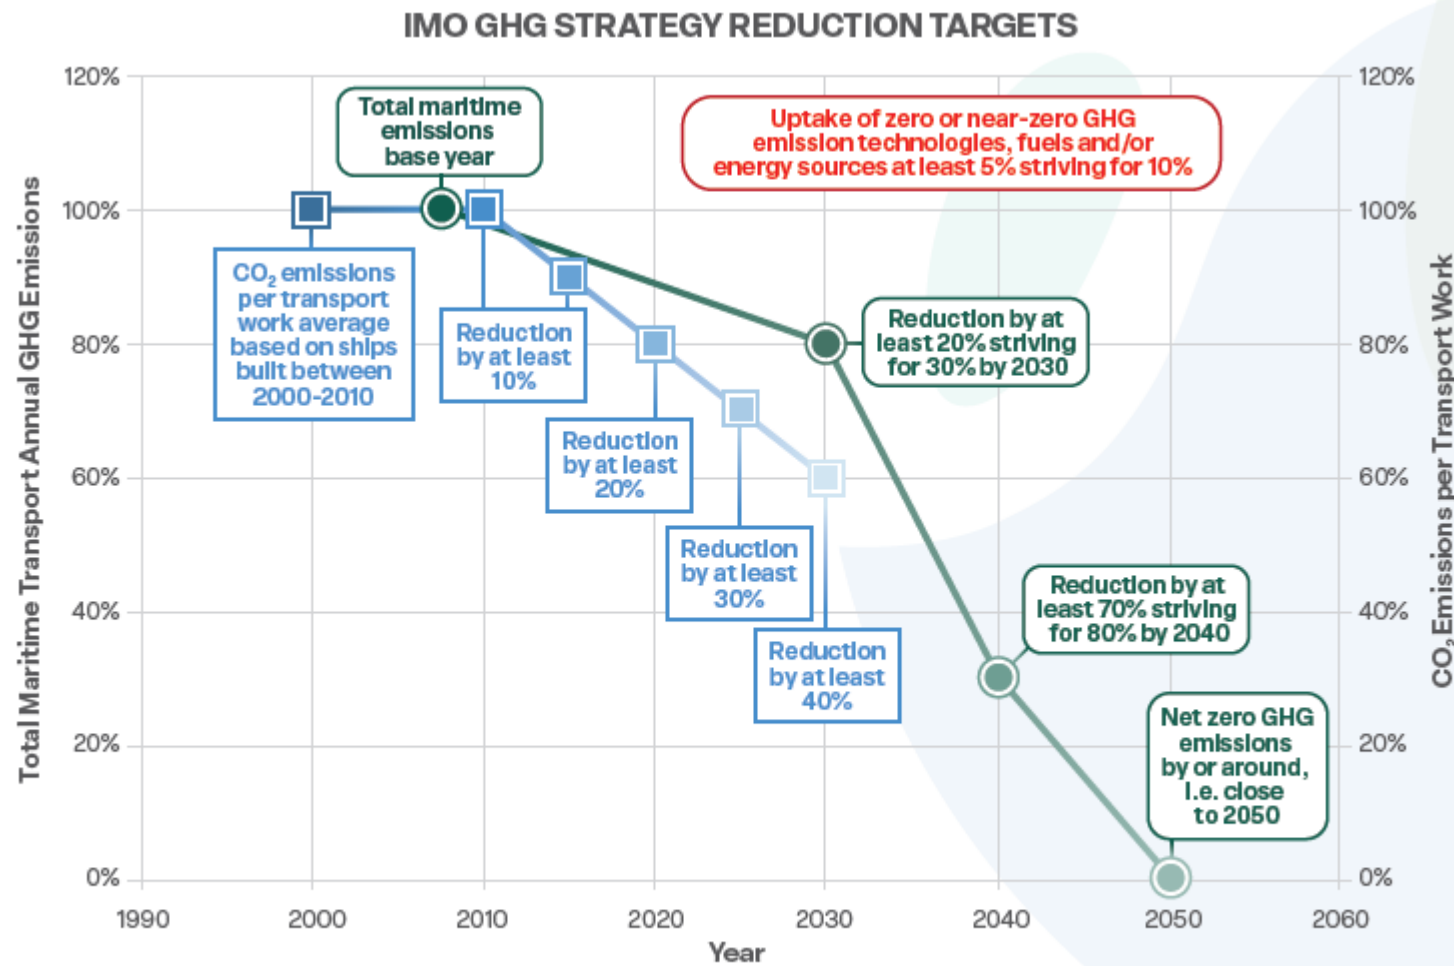 IMO GHG STRATEGY REDUCTION TARGETS
Total Maritime Transport Annual GHG Emissions
120%
100%
80%
60%
40%
20%
0%
Total maritime
emissions
base year
Uptake of zero or near-zero GHG
emission technologies, fuels and/or
energy sources at least 5% striving for 10%
CO₂ emissions
per transport
work average
based on ships
built between
2000-2010
Reduction
by at least
10%
Reduction
by at least
20%
Reduction
by at least
30%
Reduction
by at least
40%
Reduction by at
least 20% striving
for 30% by 2030
Reduction by at
least 70% striving
for 80% by 2040
Net zero GHG
emissions
by or around,
I.e. close
to 2050
120%
100%
80%
60%
40%
20%
0%
CO₂ Emissions per Transport Work
1990 2000 2010 2020 2030 2040 2050 2060
Year